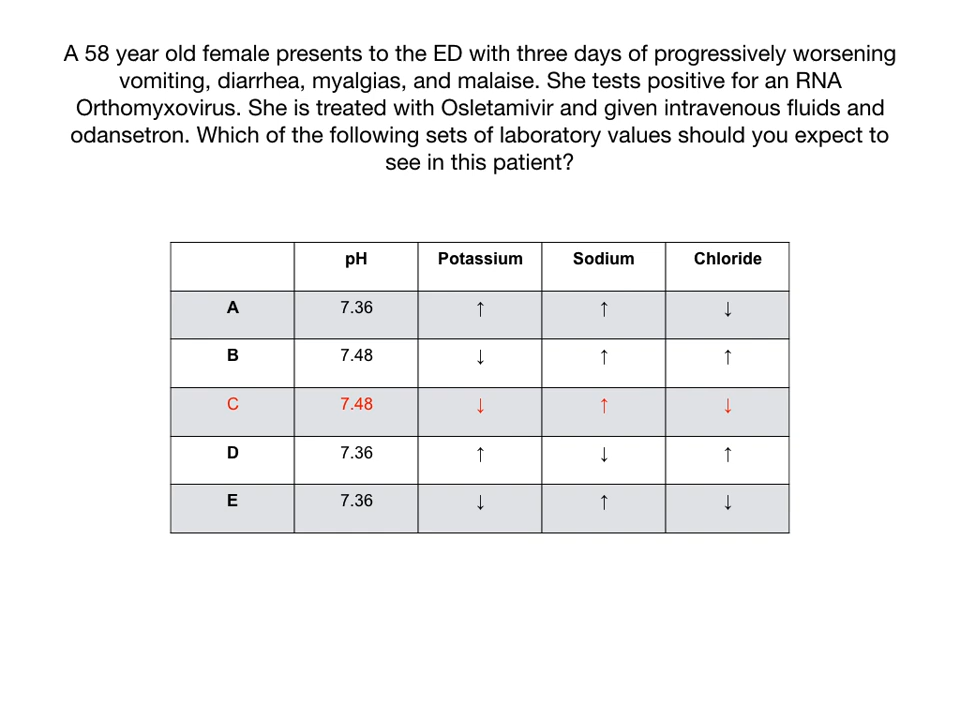 A 58 year old female presents to the ED with three days of progressively worsening
vomiting, diarrhea, myalgias, and malaise. She tests positive for an RNA
Orthomyxovirus. She is treated with Osletamivir and given intravenous fluids and
odansetron. Which of the following sets of laboratory values should you expect to
see in this patient?
pH Potassium Sodium Chloride
A 7.36 ↑ ↑ ↓
B 7.48 ↓ ↑ ↑
C 7.48 ↓ ↑ ↓
D 7.36 ↑ ↓ ↑
E 7.36 ↓ ↑ ↓